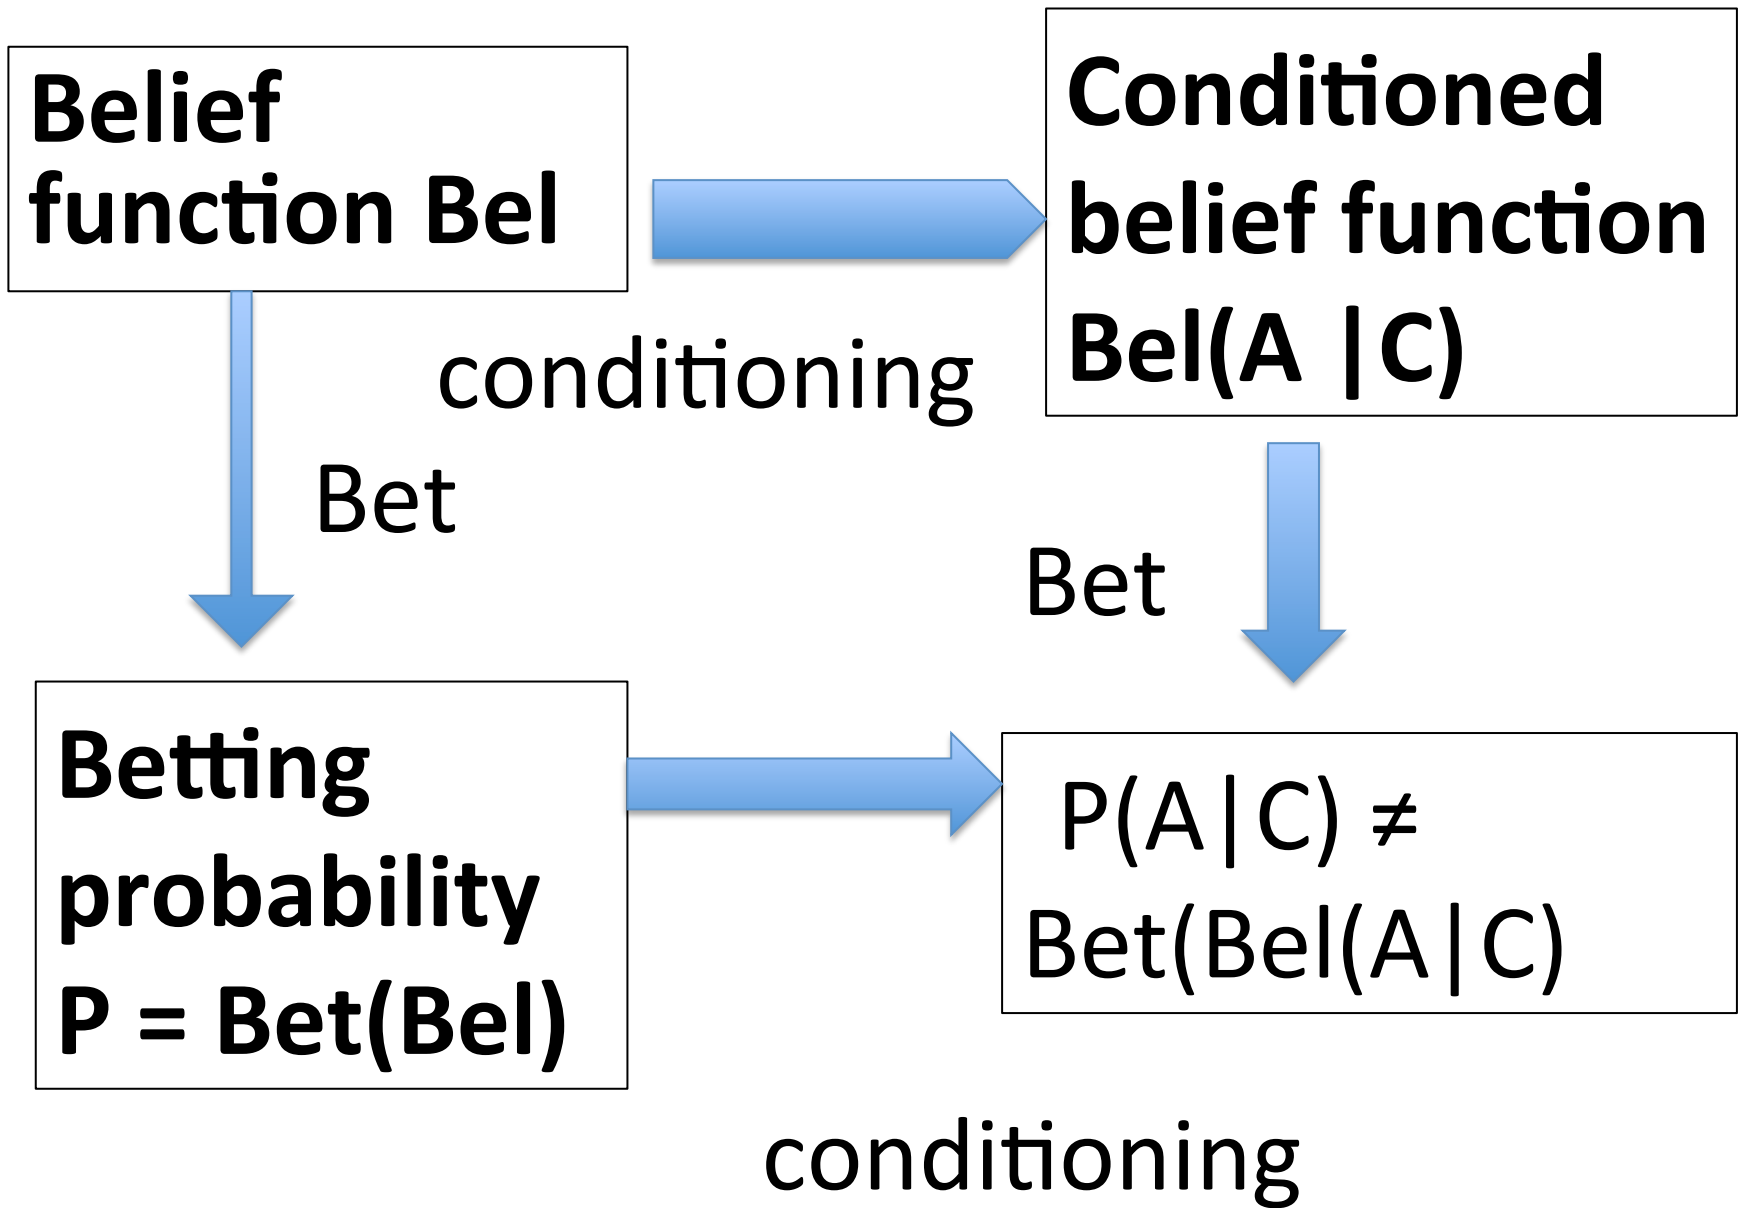 Belief
function Bel
Conditioned
belief function
Bel(A |C)
conditioning
Bet
Bet
Betting
probability
P = Bet(Bel)
P(A|C) ≠
Bet(Bel(A|C)
conditioning